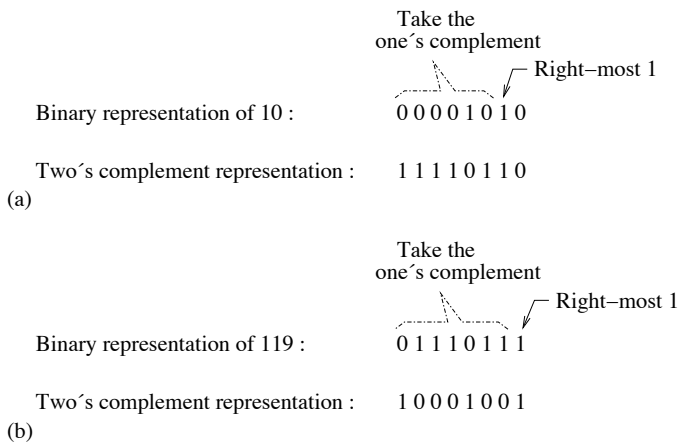 Take the
one´s complement
Right−most 1
Binary representation of 10 : 0 0 0 0 1 0 1 0
Two´s complement representation : 1 1 1 1 0 1 1 0
(a)
Take the
one´s complement
Right−most 1
Binary representation of 119 : 0 1 1 1 0 1 1 1
Two´s complement representation : 1 0 0 0 1 0 0 1
(b)